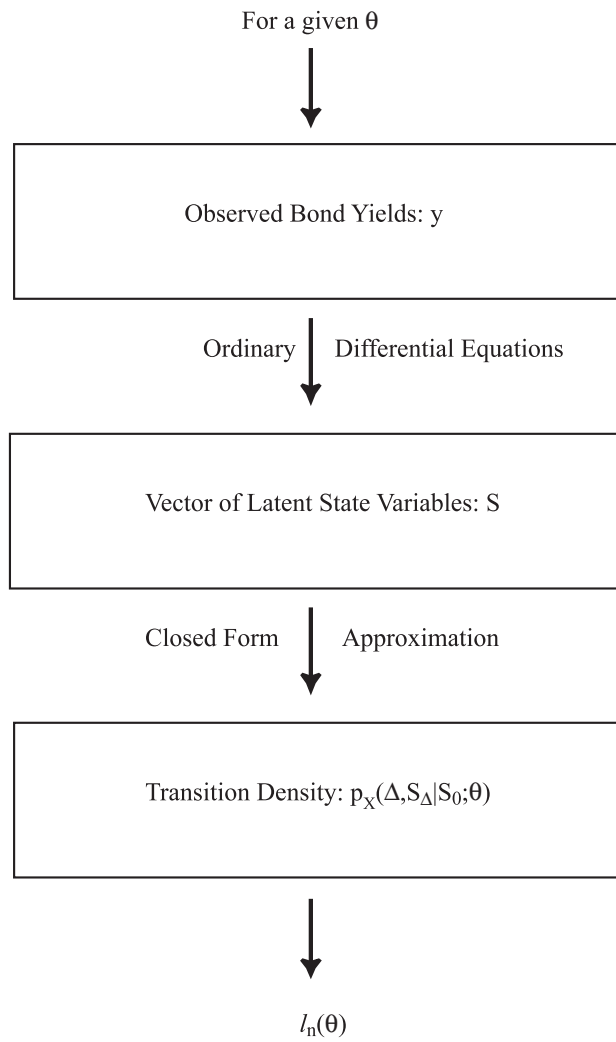 For a given θ
Observed Bond Yields: y
Ordinary Differential Equations
Vector of Latent State Variables: S
Closed Form Approximation
Transition Density: p_X(Δ,S_Δ|S_0;θ)
l_n(θ)